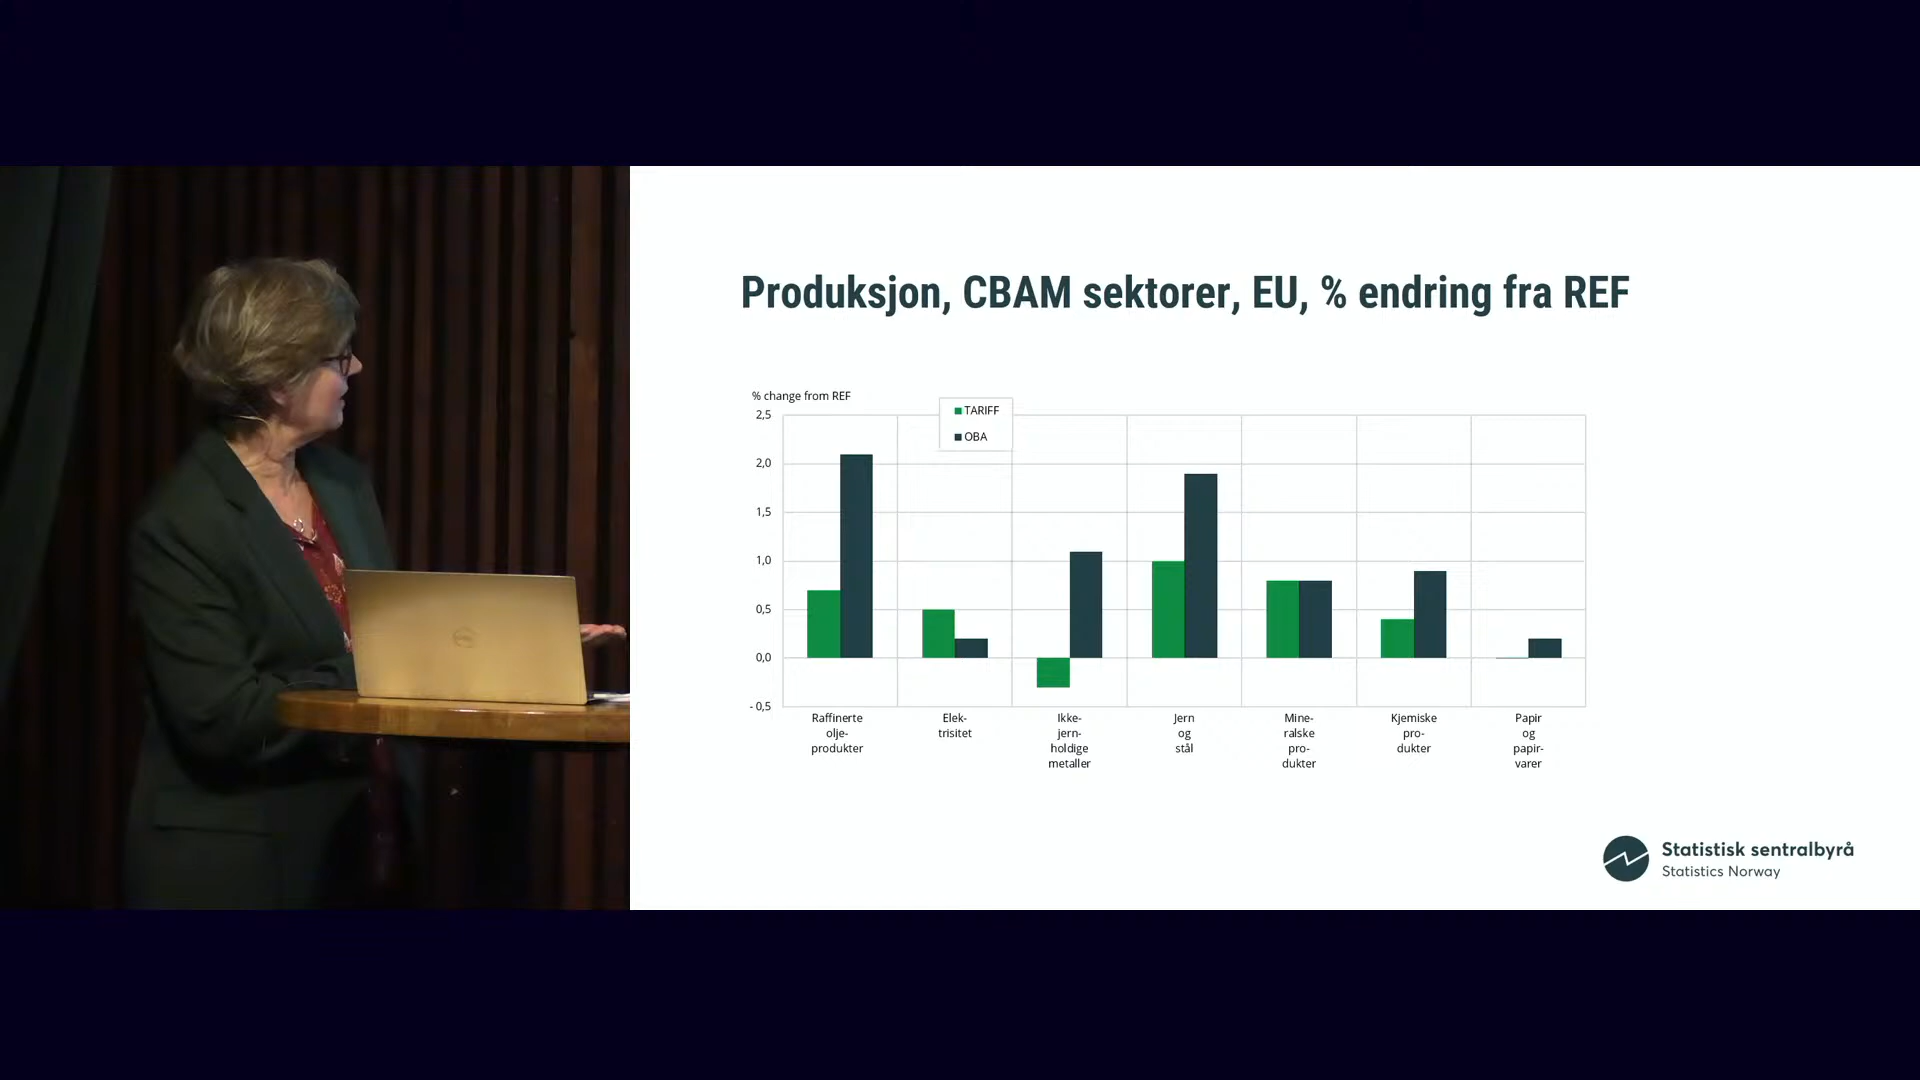 Produksjon, CBAM sektorer, EU, % endring fra REF
% change from REF
TARIFF
OBA
2,5
2,0
1,5
1,0
0,5
0,0
- 0,5
Raffinerte
olje-
produkter
Elek-
trisitet
Ikke-
jern-
holdige
metaller
Jern
og
stål
Mine-
ralske
pro-
dukter
Kjemiske
pro-
dukter
Papir
og
papir-
varer
Statistisk sentralbyrå
Statistics Norway